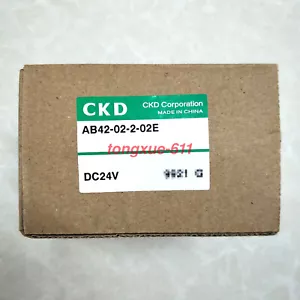 CKD
CKD Corporation
MADE IN CHINA
AB42-02-2-02E
tongxue-611
DC24V